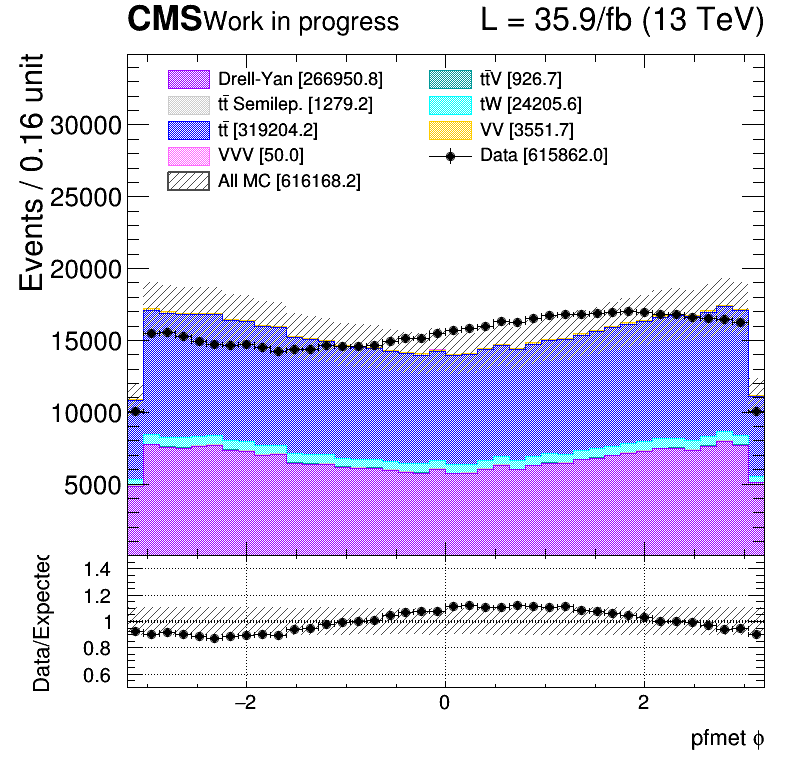 CMS Work in progress L = 35.9/fb (13 TeV)
Drell-Yan [266950.8] tt̄V [926.7]
tt̄ Semilep. [1279.2] tW [24205.6]
tt̄ [319204.2] VV [3551.7]
VVV [50.0] Data [615862.0]
All MC [616168.2]
Events / 0.16 unit
30000
25000
20000
15000
10000
5000
Data/Expected
1.4
1.2
1
0.8
0.6
−2 0 2
pfmet ϕ